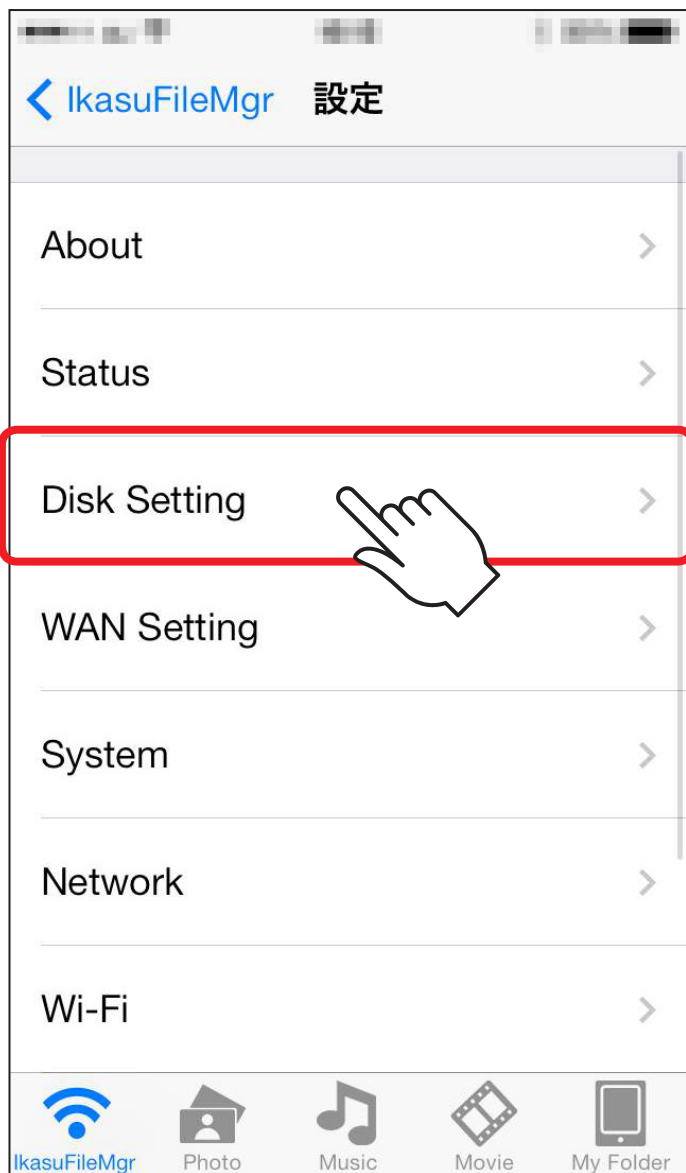 IkasuFileMgr 設定
About
Status
Disk Setting
WAN Setting
System
Network
Wi-Fi
IkasuFileMgr Photo Music Movie My Folder